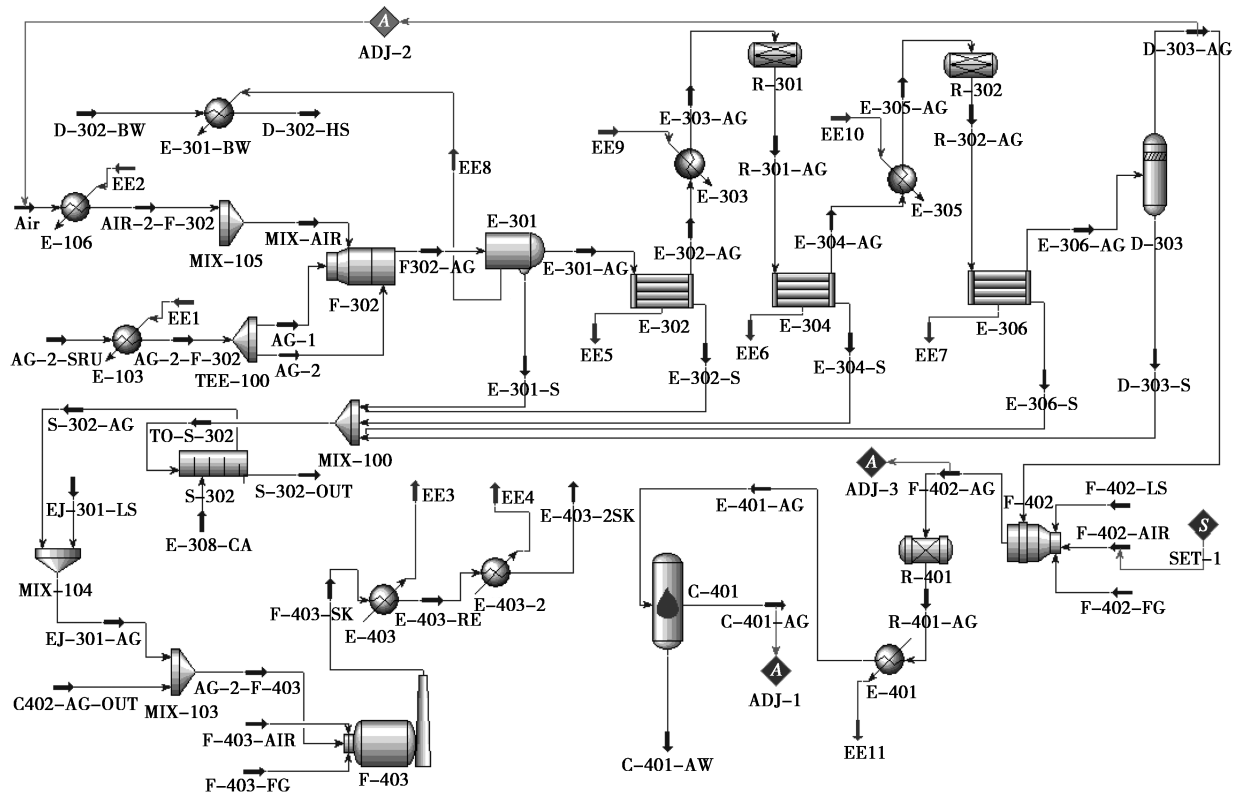 A
ADJ-2
D-303-AG
R-301
R-302
E-303-AG
E-305-AG
D-302-BW
D-302-HS
E-301-BW
EE9
EE10
R-302-AG
EE8
R-301-AG
EE2
E-303
E-305
Air
E-106
AIR-2-F-302
MIX-105
MIX-AIR
E-301
E-302-AG
E-304-AG
E-306-AG
D-303
F302-AG
E-301-AG
F-302
E-302
E-304
E-306
EE1
AG-1
AG-2-SRU
E-103
AG-2-F-302
TEE-100
AG-2
EE5
EE6
EE7
E-301-S
E-302-S
E-304-S
E-306-S
D-303-S
S-302-AG
TO-S-302
MIX-100
S-302
S-302-OUT
A
ADJ-3
F-402-AG
F-402
F-402-LS
EJ-301-LS
E-308-CA
EE3
EE4
E-403-2SK
E-401-AG
F-402-AIR
S
SET-1
MIX-104
R-401
F-403-SK
E-403
E-403-RE
E-403-2
C-401
C-401-AG
F-402-FG
EJ-301-AG
R-401-AG
C402-AG-OUT
MIX-103
AG-2-F-403
A
ADJ-1
E-401
F-403-AIR
EE11
F-403-FG
F-403
C-401-AW